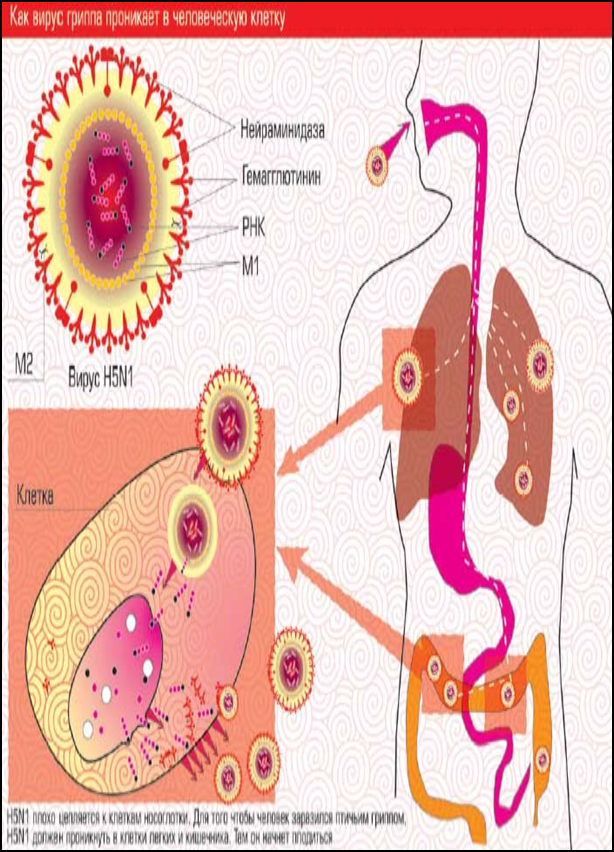 Как вирус гриппа проникает в человеческую клетку
Нейраминидаза
Гемагглютинин
РНК
М1
М2
Вирус H5N1
Клетка
H5N1 плохо цепляется к клеткам носоглотки. Для того чтобы человек заразился птичьим гриппом,
H5N1 должен проникнуть в клетки легких и кишечника. Там он начнет плодиться